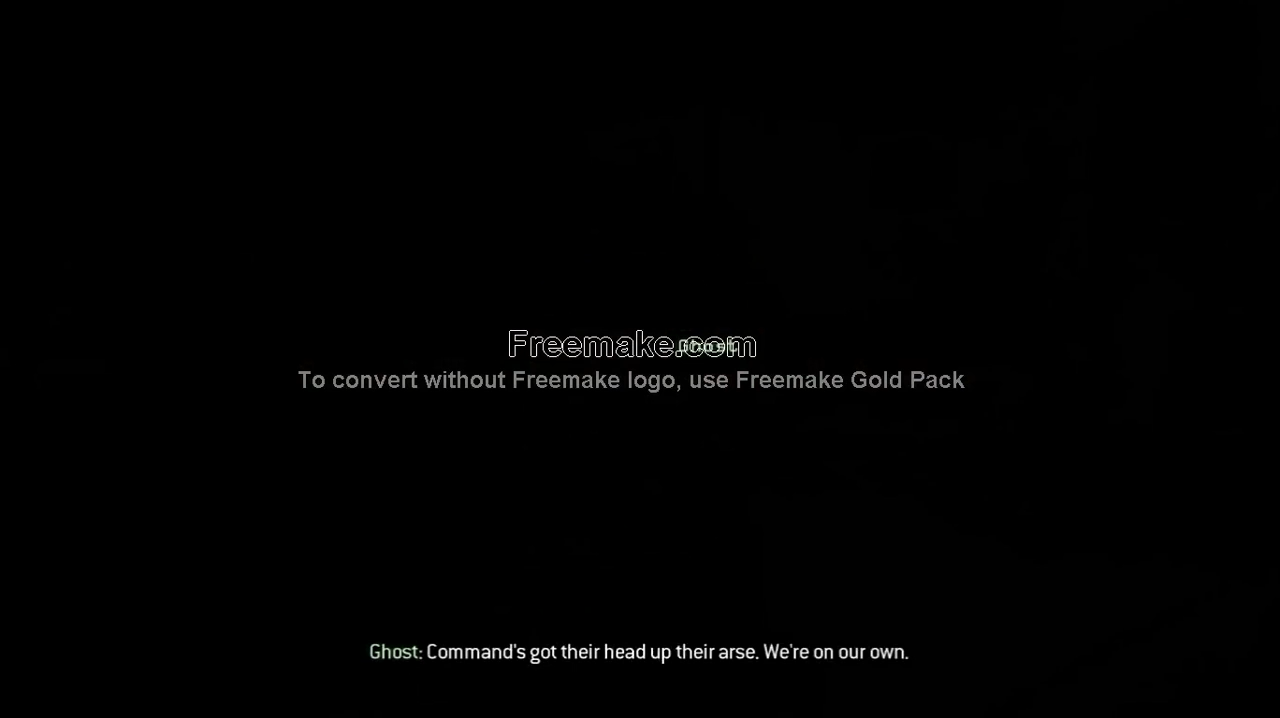 Freemake.com
Ghost
To convert without Freemake logo, use Freemake Gold Pack
Ghost: Command's got their head up their arse. We're on our own.